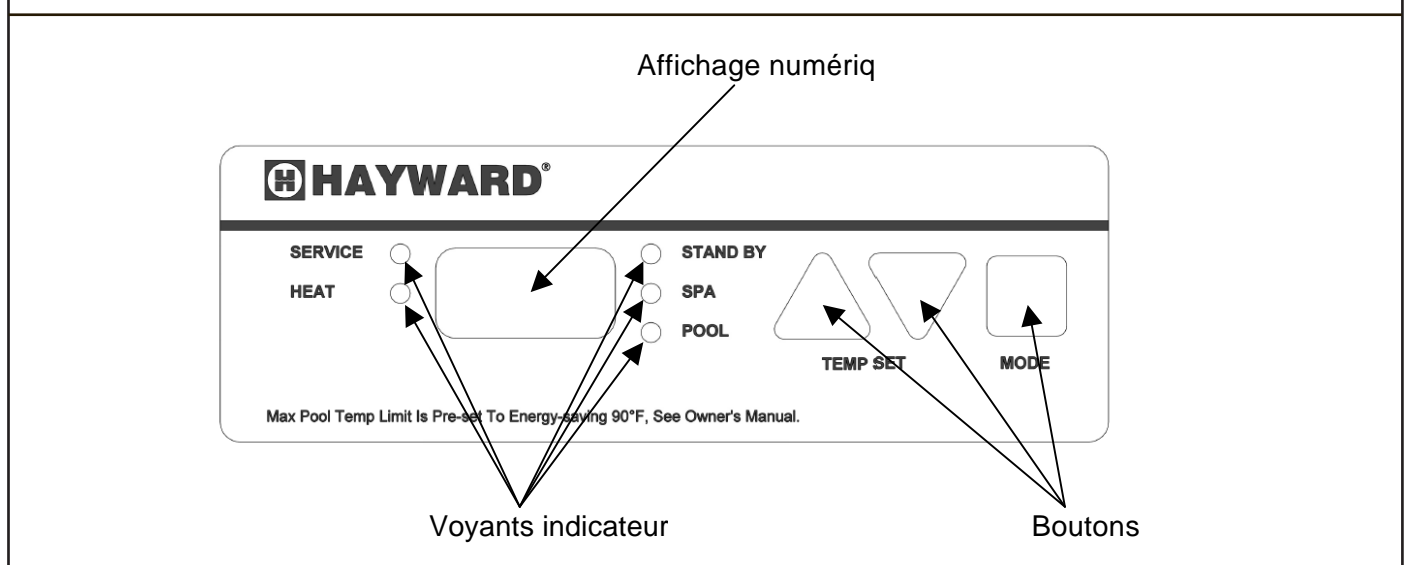 Affichage numériq
HAYWARD®
SERVICE
HEAT
STAND BY
SPA
POOL
TEMP SET
MODE
Max Pool Temp Limit Is Pre-set To Energy-saving 90°F, See Owner's Manual.
Voyants indicateur
Boutons